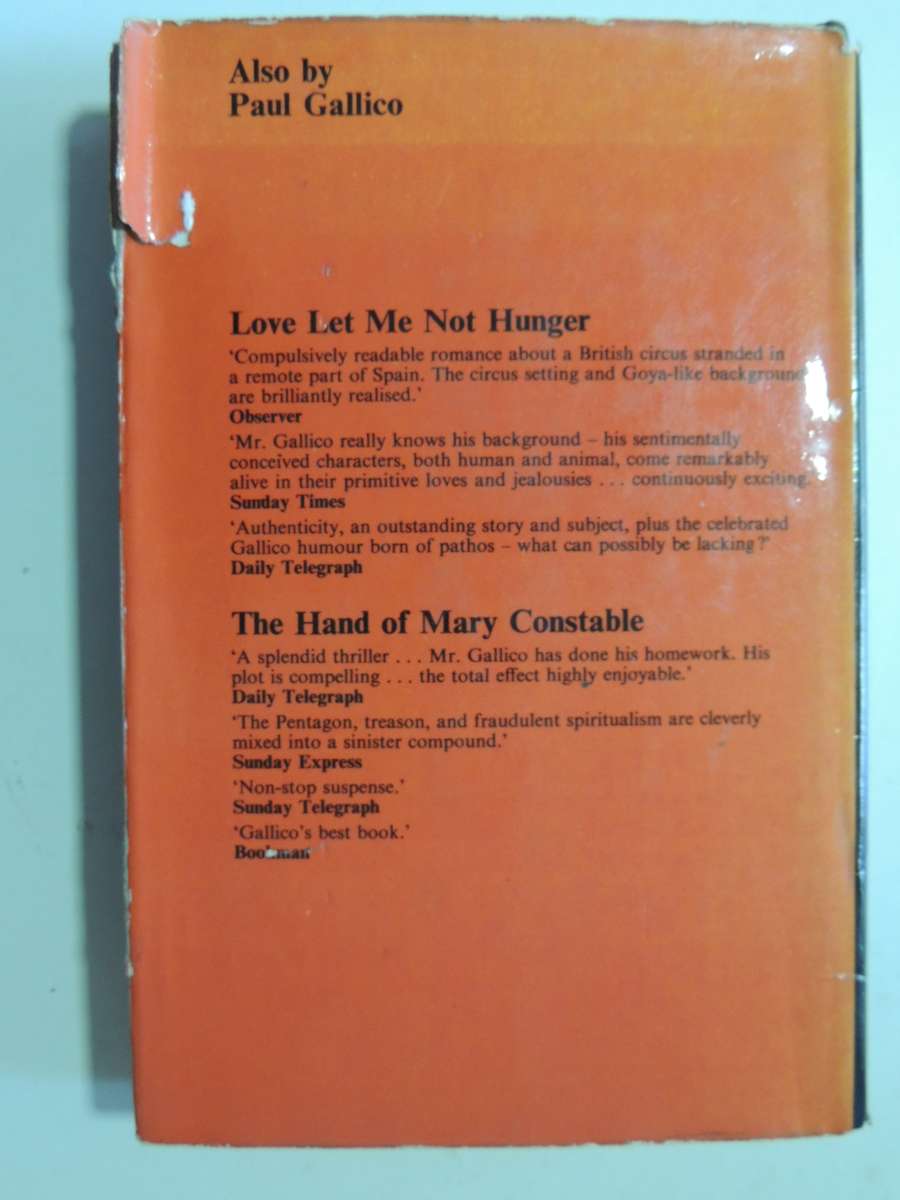 Also by
Paul Gallico
Love Let Me Not Hunger
‘Compulsively readable romance about a British circus stranded in
a remote part of Spain. The circus setting and Goya-like background
are brilliantly realised.’
Observer
‘Mr. Gallico really knows his background – his sentimentally
conceived characters, both human and animal, come remarkably
alive in their primitive loves and jealousies . . . continuously exciting.
Sunday Times
‘Authenticity, an outstanding story and subject, plus the celebrated
Gallico humour born of pathos – what can possibly be lacking?’
Daily Telegraph
The Hand of Mary Constable
‘A splendid thriller . . . Mr. Gallico has done his homework. His
plot is compelling . . . the total effect highly enjoyable.’
Daily Telegraph
‘The Pentagon, treason, and fraudulent spiritualism are cleverly
mixed into a sinister compound.’
Sunday Express
‘Non-stop suspense.’
Sunday Telegraph
‘Gallico’s best book.’
Bookman